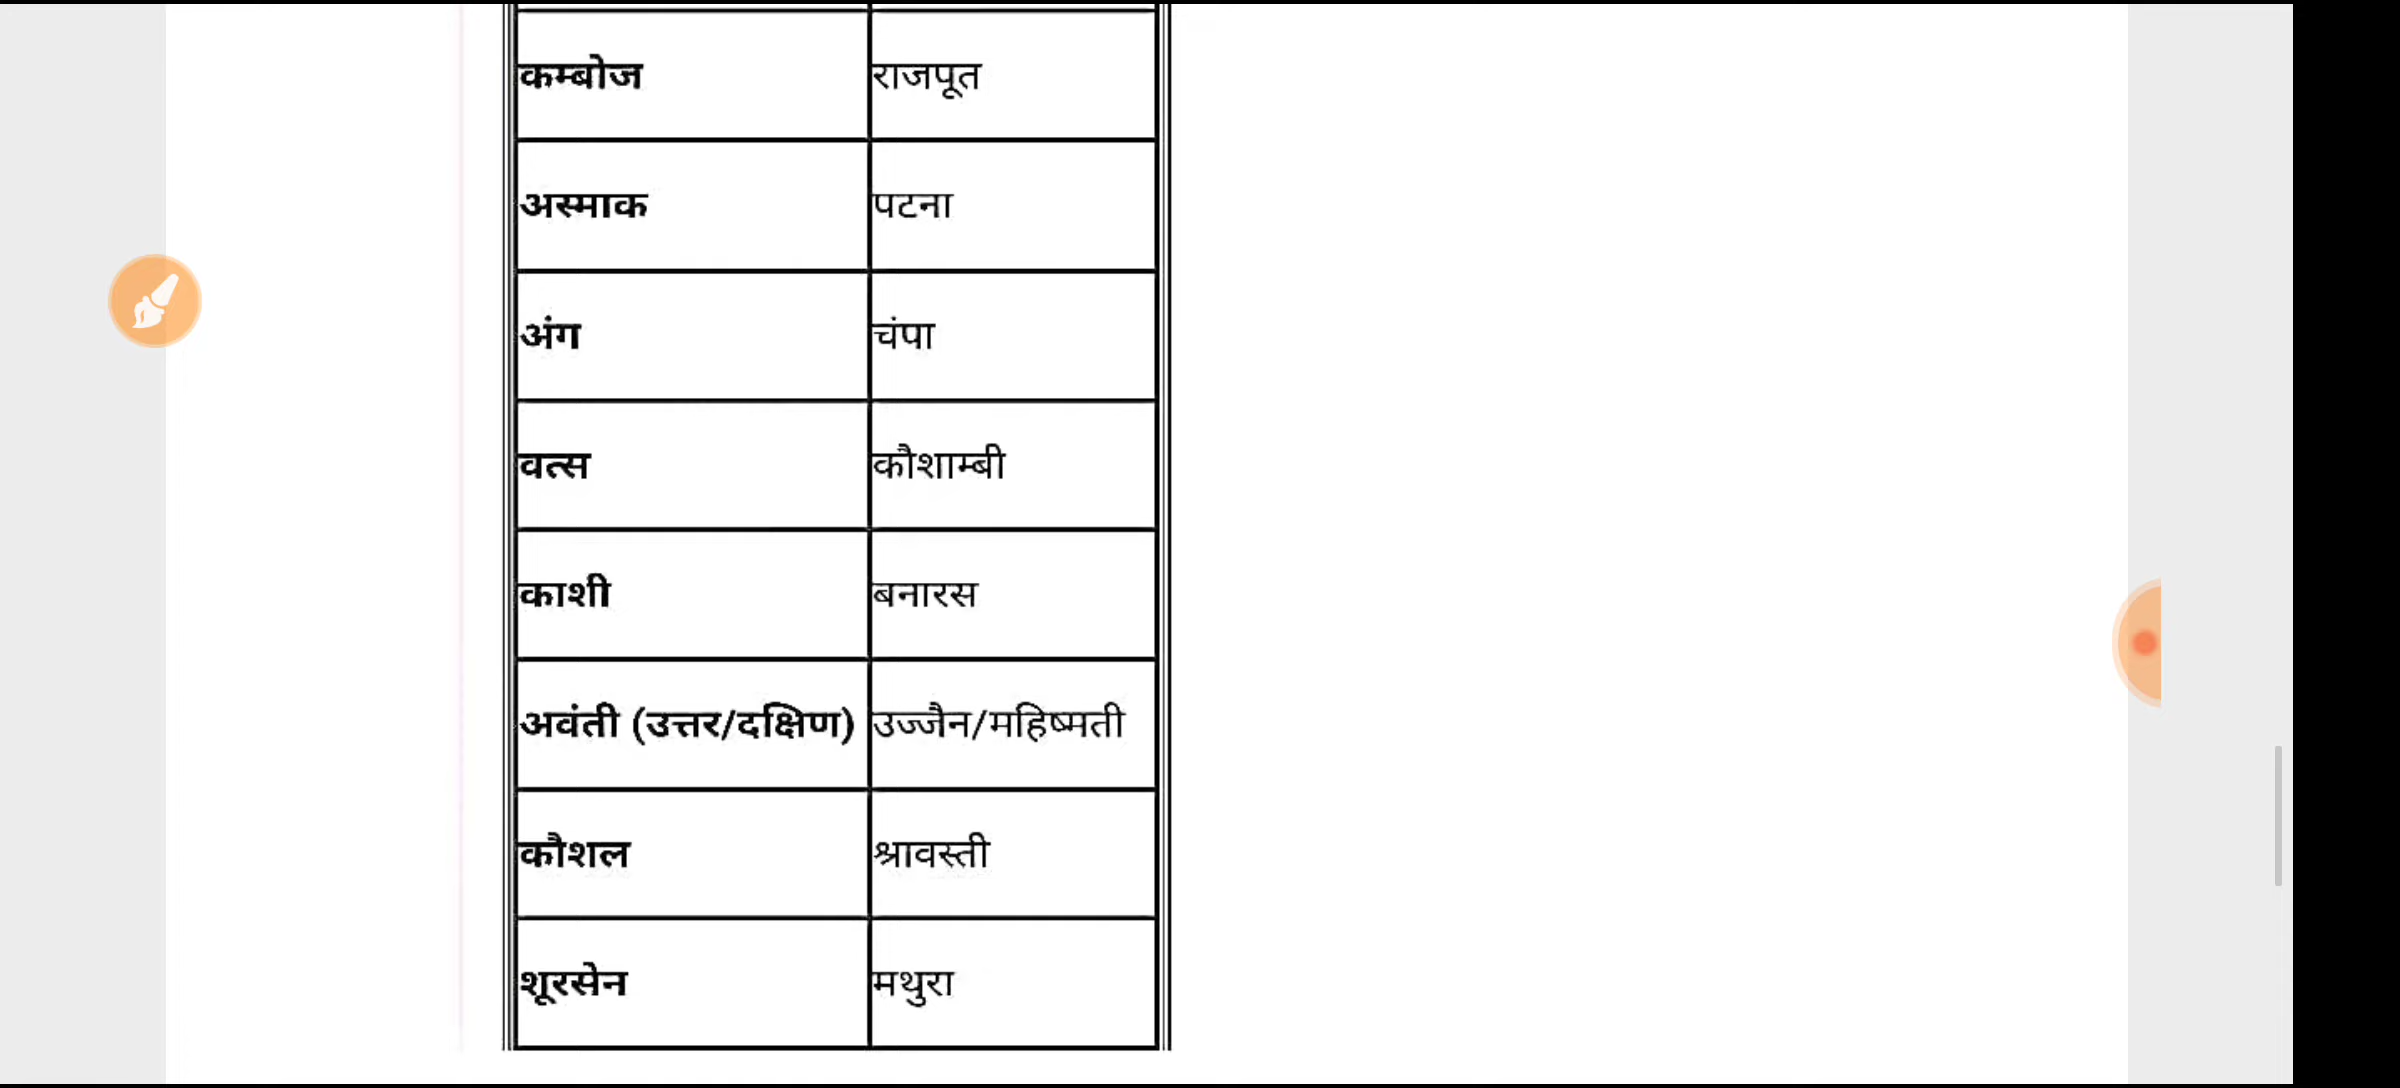 कम्बोज राजपूत
अस्माक पटना
अंग चंपा
वत्स कौशाम्बी
काशी बनारस
अवंती (उत्तर/दक्षिण) उज्जैन/महिष्मती
कौशल श्रावस्ती
शूरसेन मथुरा